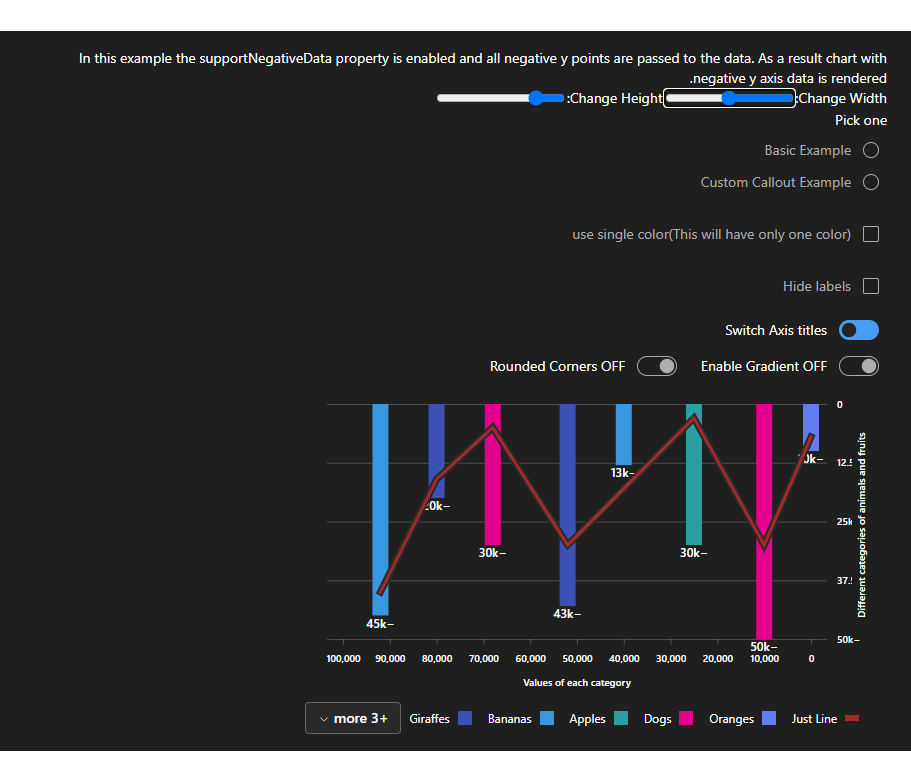 In this example the supportNegativeData property is enabled and all negative y points are passed to the data. As a result chart with
.negative y axis data is rendered
:Change Height
:Change Width
Pick one
Basic Example
Custom Callout Example
use single color(This will have only one color)
Hide labels
Switch Axis titles
Rounded Corners OFF
Enable Gradient OFF
0
12.5
25k
37.5
50k–
Different categories of animals and fruits
45k–
30k–
43k–
13k–
30k–
50k–
100,000 90,000 80,000 70,000 60,000 50,000 40,000 30,000 20,000 10,000 0
Values of each category
more 3+ Giraffes Bananas Apples Dogs Oranges Just Line